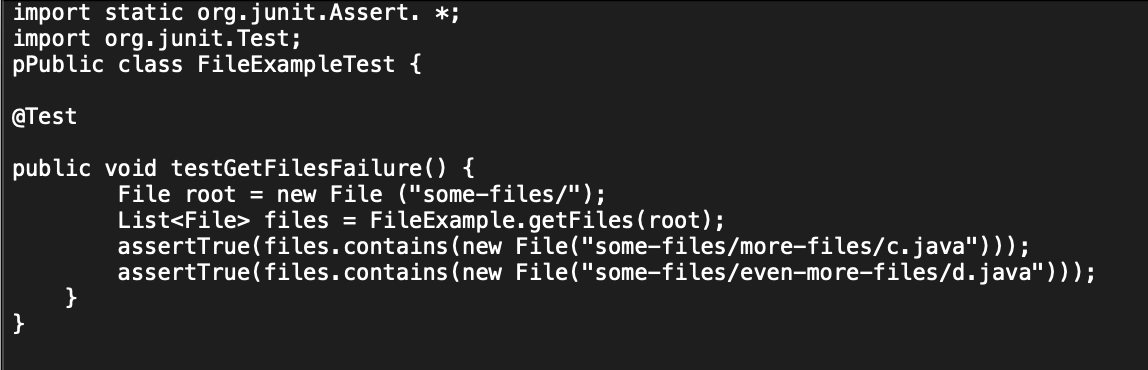 import static org.junit.Assert. *;
import org.junit.Test;
pPublic class FileExampleTest {
@Test
public void testGetFilesFailure() {
File root = new File ("some-files/");
List<File> files = FileExample.getFiles(root);
assertTrue(files.contains(new File("some-files/more-files/c.java")));
assertTrue(files.contains(new File("some-files/even-more-files/d.java")));
}
}